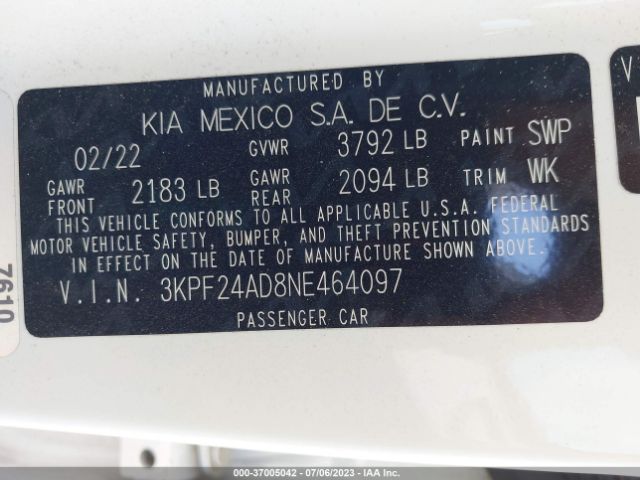 MANUFACTURED BY
KIA MEXICO S.A. DE C.V.
02/22 GVWR 3792 LB PAINT SWP
GAWR FRONT 2183 LB GAWR REAR 2094 LB TRIM WK
THIS VEHICLE CONFORMS TO ALL APPLICABLE U.S.A. FEDERAL
MOTOR VEHICLE SAFETY, BUMPER, AND THEFT PREVENTION STANDARDS
IN EFFECT ON THE DATE OF MANUFACTURE SHOWN ABOVE.
V.I.N. 3KPF24AD8NE464097
PASSENGER CAR
7610
V
000-37005042 / 07/06/2023 / IAA Inc.